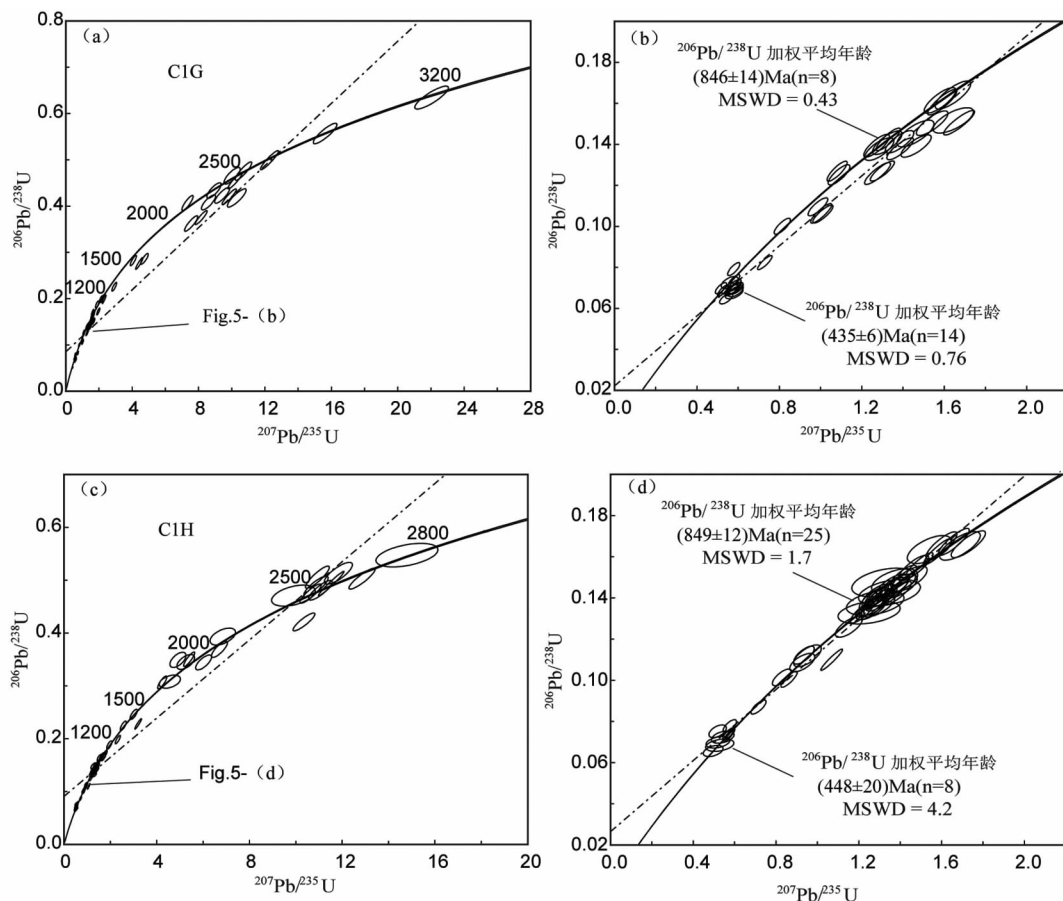 (a)
C1G
0.8
0.6
0.4
0.2
0.0
²⁰⁶Pb/²³⁸U
3200
2500
2000
1500
1200
Fig.5-（b）
0 4 8 12 16 20 24 28
²⁰⁷Pb/²³⁵U
(b)
0.20
0.18
0.14
0.10
0.06
0.02
²⁰⁶Pb/²³⁸U
²⁰⁶Pb/²³⁸U 加权平均年龄
(846±14)Ma(n=8)
MSWD = 0.43
²⁰⁶Pb/²³⁸U 加权平均年龄
(435±6)Ma(n=14)
MSWD = 0.76
0.0 0.4 0.8 1.2 1.6 2.0
²⁰⁷Pb/²³⁵U
(c)
C1H
0.6
0.4
0.2
0.0
²⁰⁶Pb/²³⁸U
2800
2500
2000
1500
1200
Fig.5-（d）
0 4 8 12 16 20
²⁰⁷Pb/²³⁵U
(d)
0.20
0.18
0.14
0.10
0.06
0.02
²⁰⁶Pb/²³⁸U
²⁰⁶Pb/²³⁸U 加权平均年龄
(849±12)Ma(n=25)
MSWD = 1.7
²⁰⁶Pb/²³⁸U 加权平均年龄
(448±20)Ma(n=8)
MSWD = 4.2
0.0 0.4 0.8 1.2 1.6 2.0
²⁰⁷Pb/²³⁵U